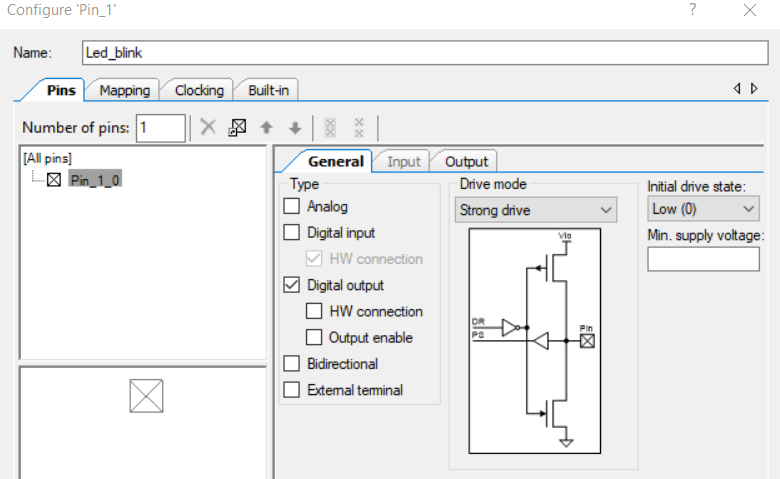 Configure 'Pin_1'
?
Name: Led_blink
Pins Mapping Clocking Built-in
Number of pins: 1
[All pins]
Pin_1_0
General Input Output
Type
Analog
Digital input
HW connection
Digital output
HW connection
Output enable
Bidirectional
External terminal
Drive mode
Strong drive
Vio
DR
PS
Pin
Initial drive state:
Low (0)
Min. supply voltage: